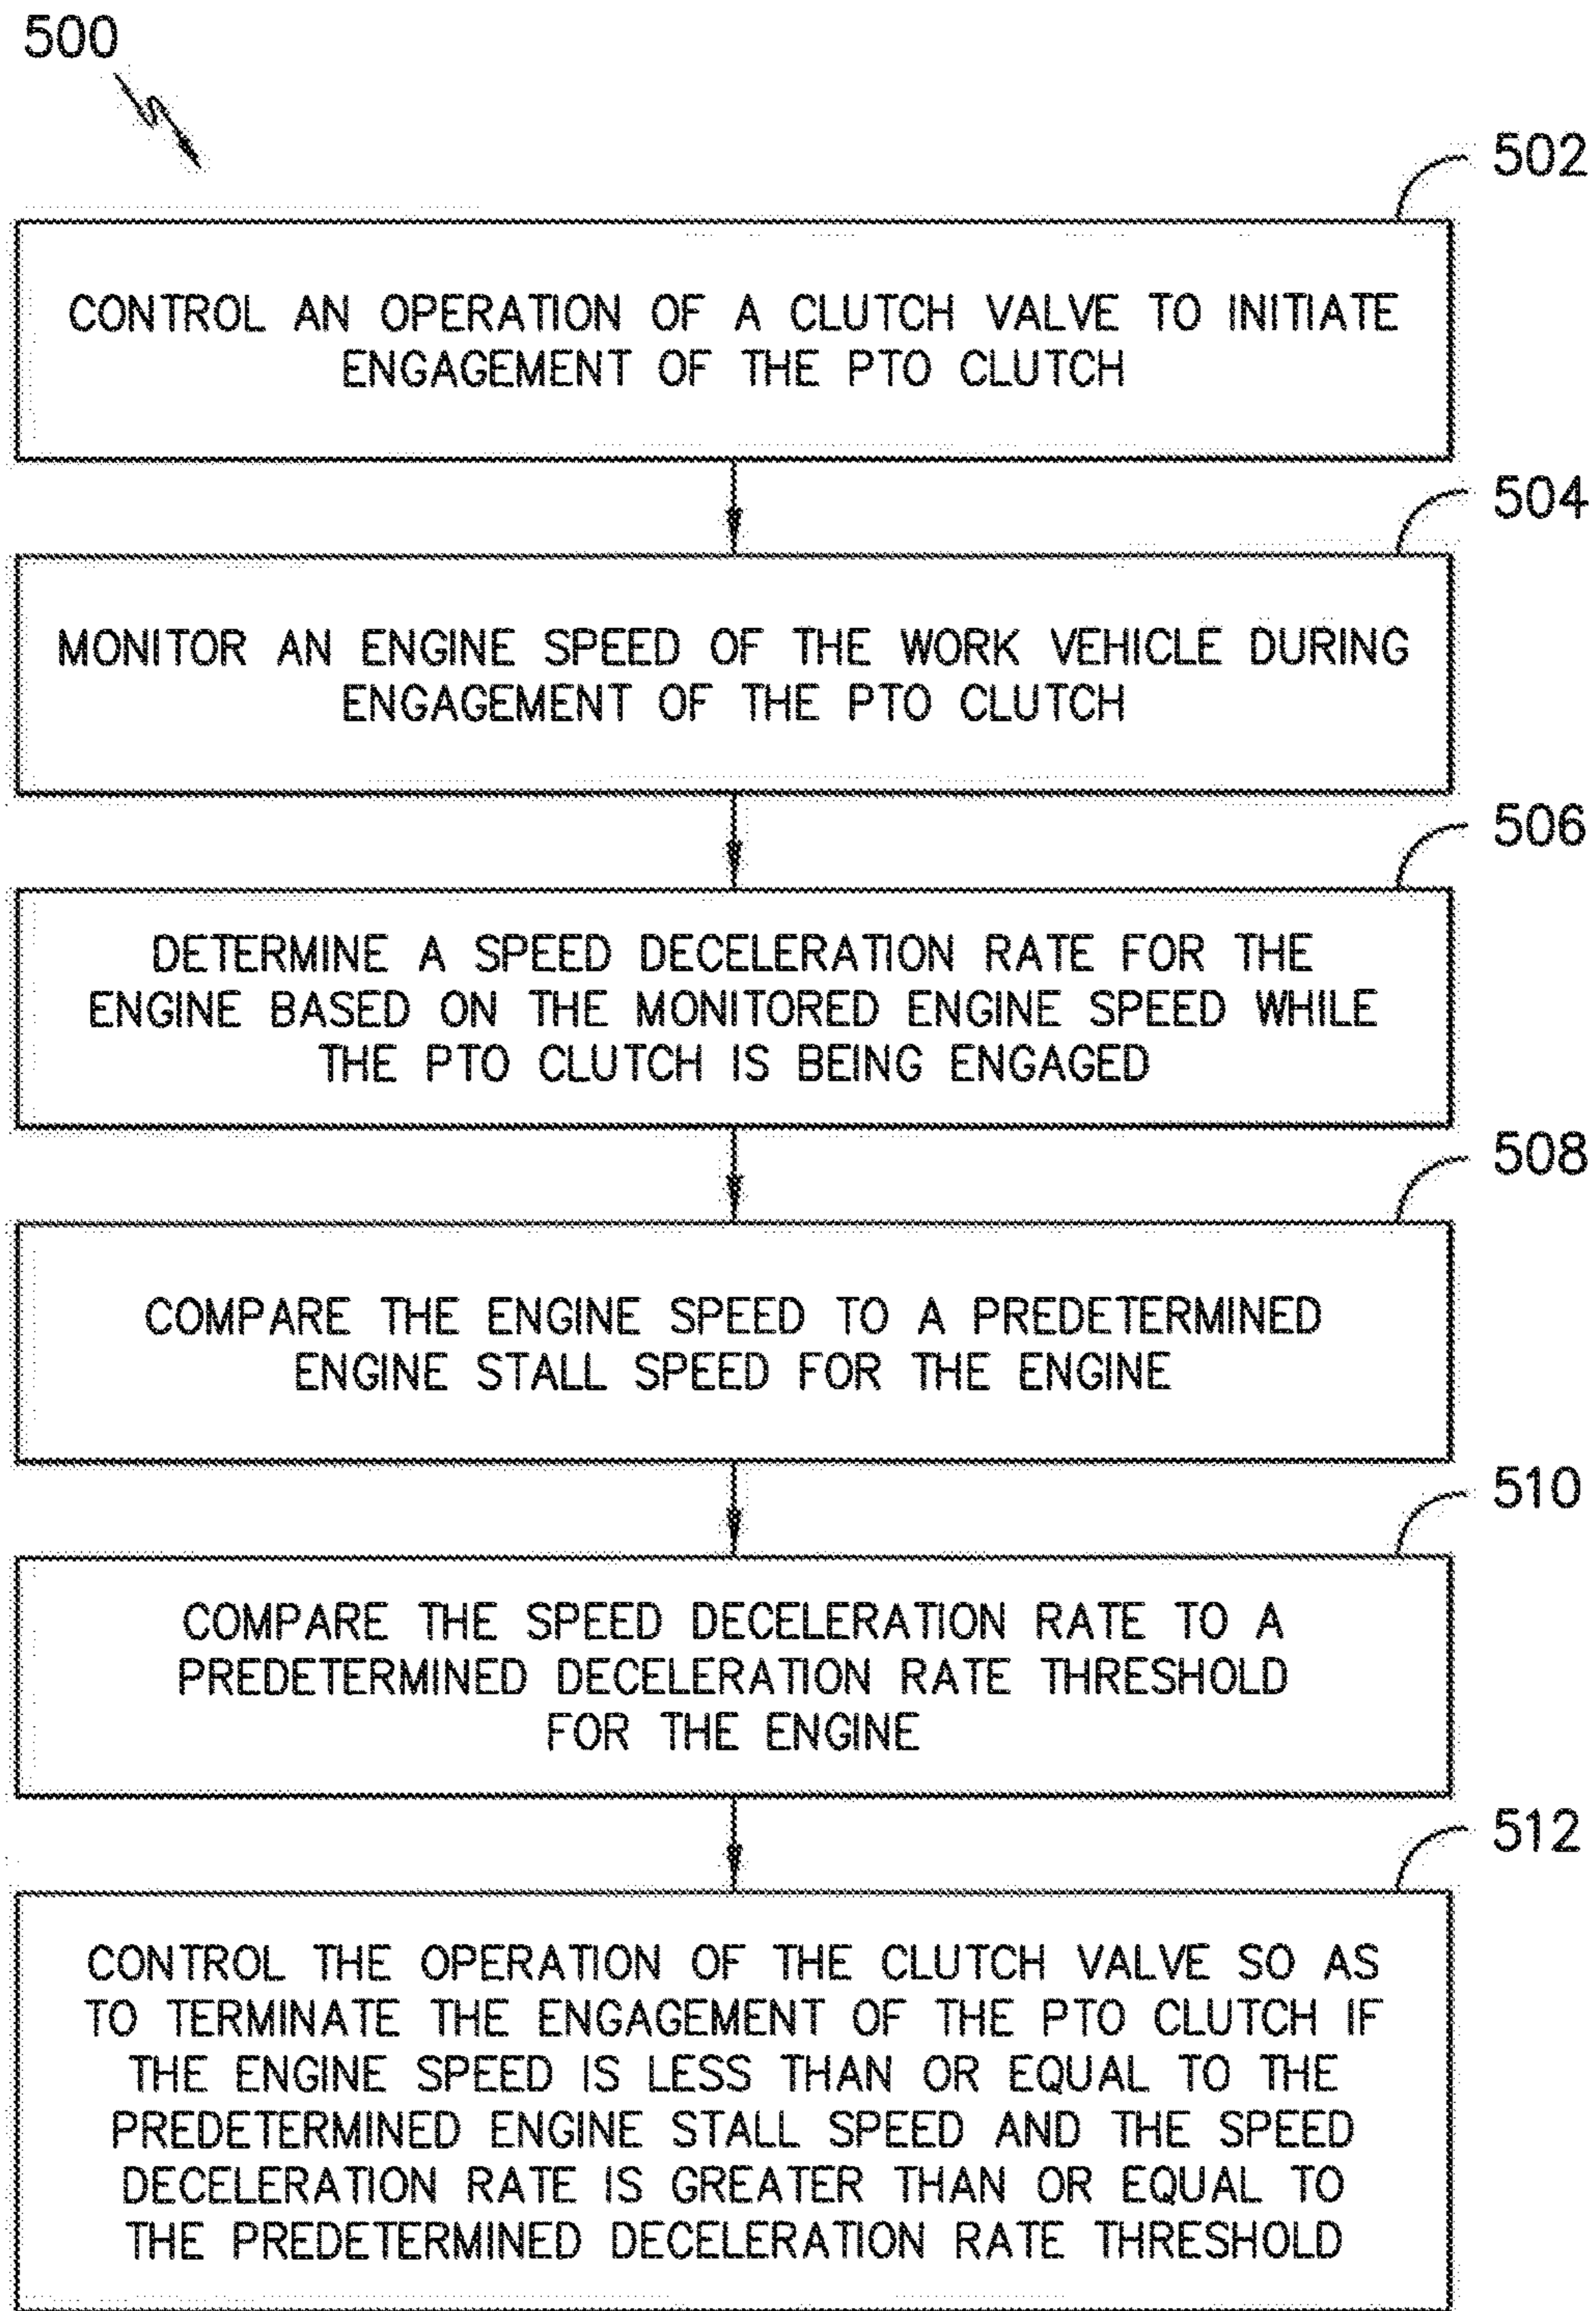 500
502
CONTROL AN OPERATION OF A CLUTCH VALVE TO INITIATE
ENGAGEMENT OF THE PTO CLUTCH
504
MONITOR AN ENGINE SPEED OF THE WORK VEHICLE DURING
ENGAGEMENT OF THE PTO CLUTCH
506
DETERMINE A SPEED DECELERATION RATE FOR THE
ENGINE BASED ON THE MONITORED ENGINE SPEED WHILE
THE PTO CLUTCH IS BEING ENGAGED
508
COMPARE THE ENGINE SPEED TO A PREDETERMINED
ENGINE STALL SPEED FOR THE ENGINE
510
COMPARE THE SPEED DECELERATION RATE TO A
PREDETERMINED DECELERATION RATE THRESHOLD
FOR THE ENGINE
512
CONTROL THE OPERATION OF THE CLUTCH VALVE SO AS
TO TERMINATE THE ENGAGEMENT OF THE PTO CLUTCH IF
THE ENGINE SPEED IS LESS THAN OR EQUAL TO THE
PREDETERMINED ENGINE STALL SPEED AND THE SPEED
DECELERATION RATE IS GREATER THAN OR EQUAL TO
THE PREDETERMINED DECELERATION RATE THRESHOLD